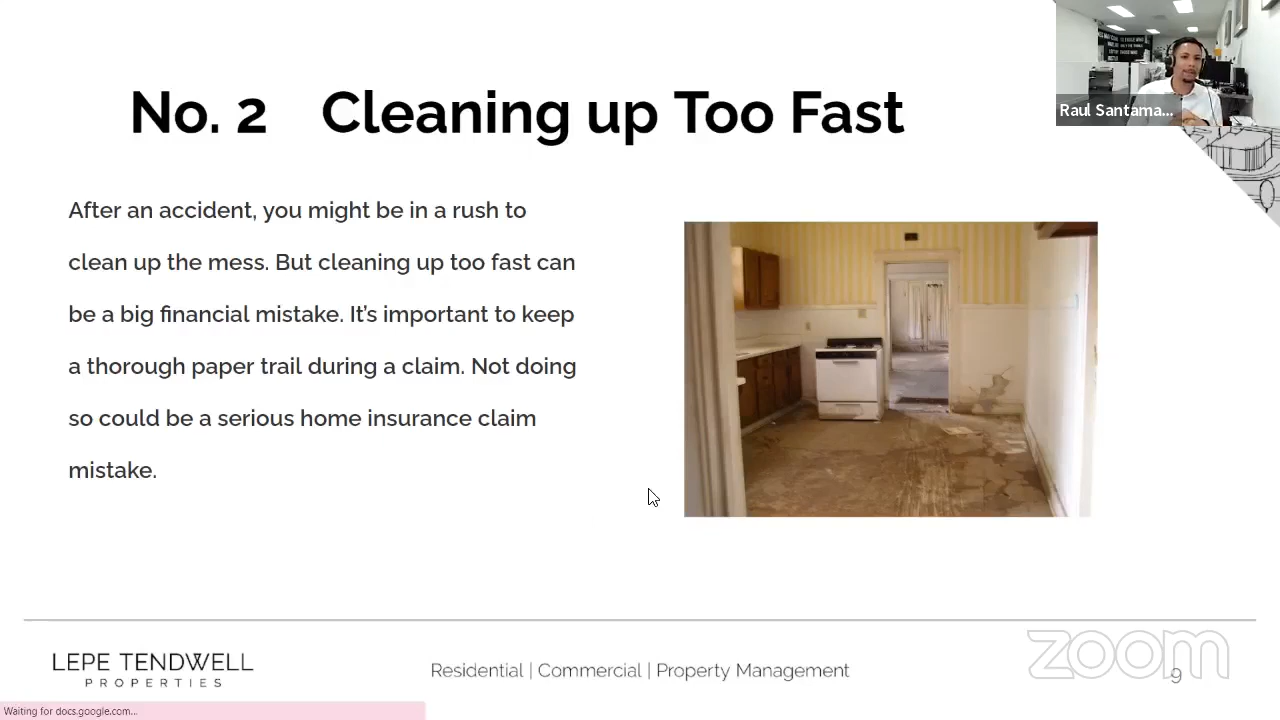 No. 2 Cleaning up Too Fast
Raul Santama...
After an accident, you might be in a rush to
clean up the mess. But cleaning up too fast can
be a big financial mistake. It’s important to keep
a thorough paper trail during a claim. Not doing
so could be a serious home insurance claim
mistake.
LEPE TENDWELL
PROPERTIES
Residential | Commercial | Property Management
zoom
9
Waiting for docs.google.com...